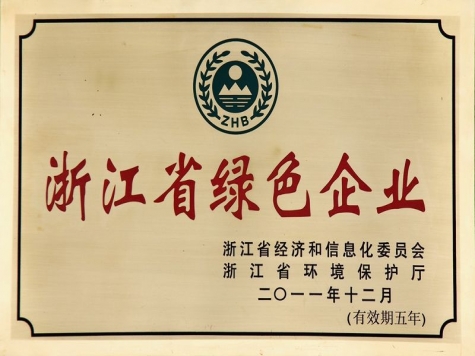 ZHB
浙江省绿色企业
浙江省经济和信息化委员会
浙江省环境保护厅
二〇一一年十二月
(有效期五年)